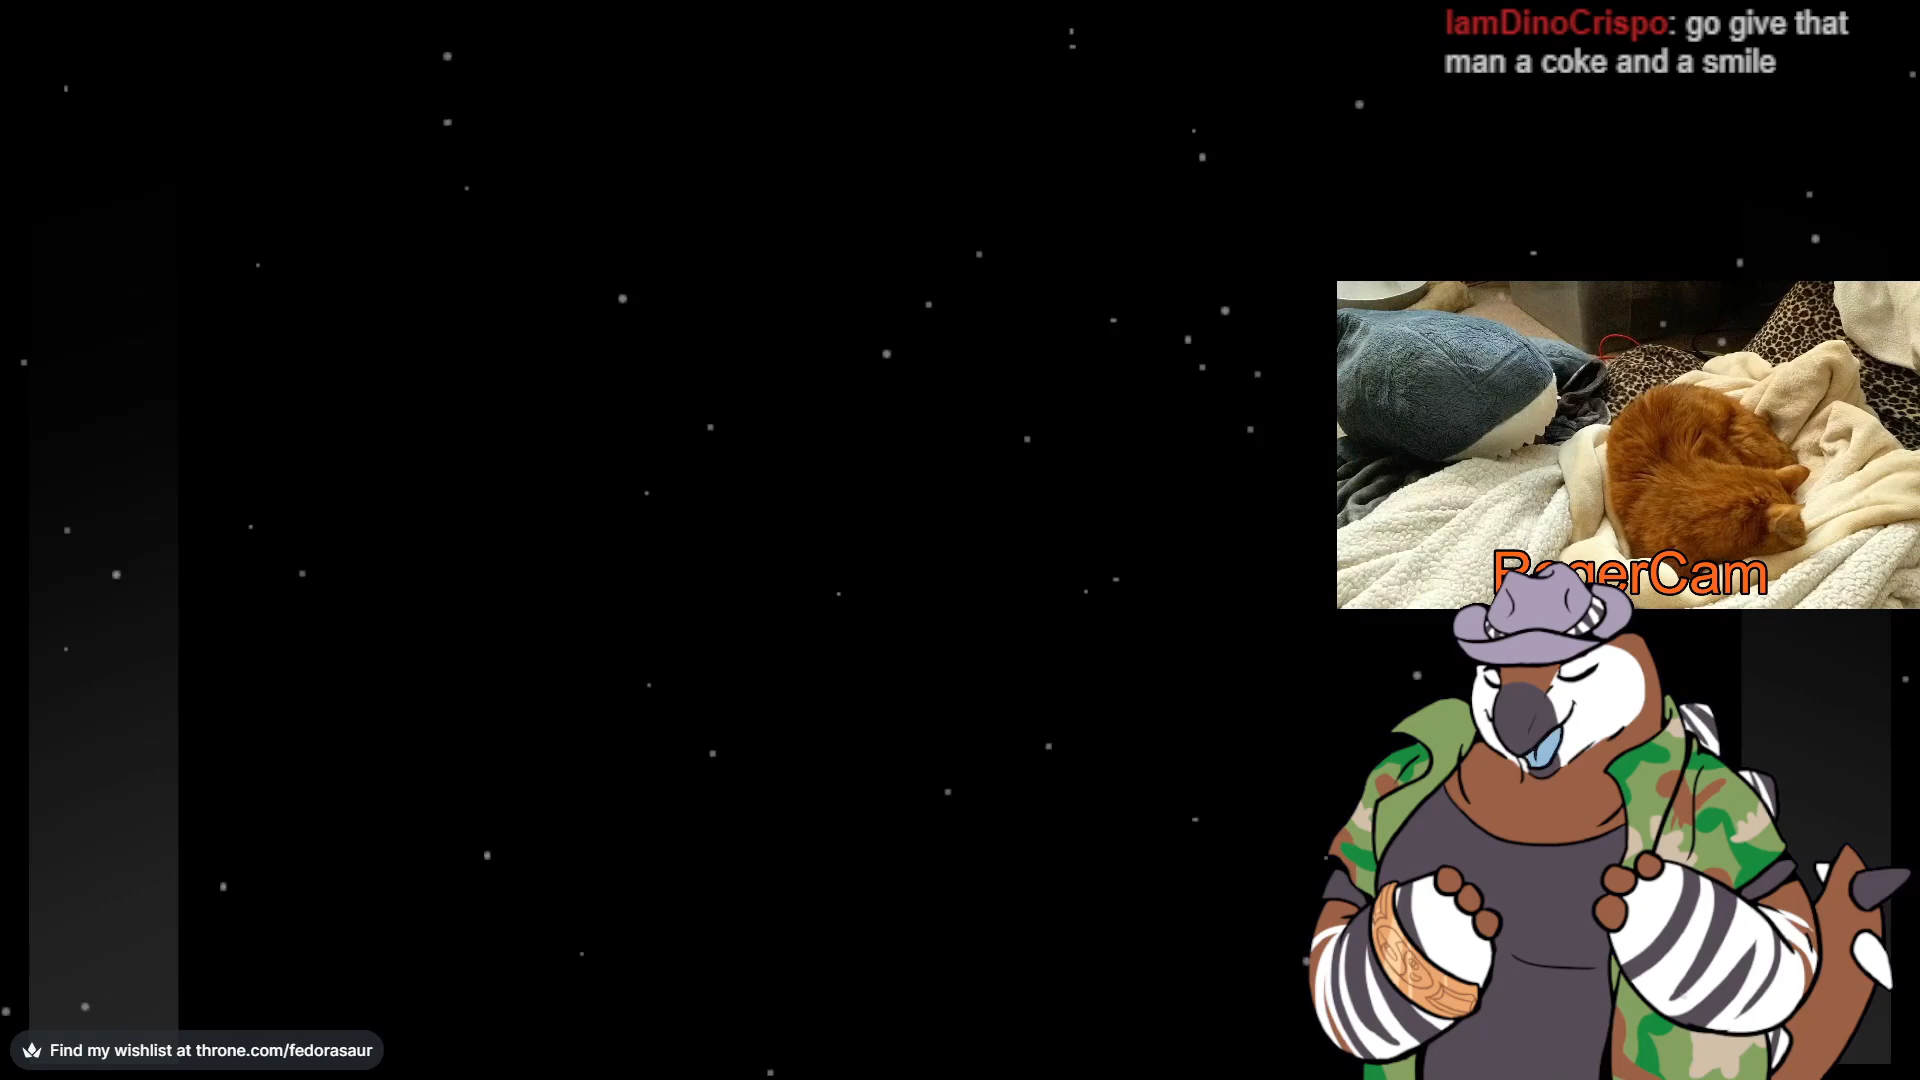 IamDinoCrispo: go give that
man a coke and a smile
RogerCam
Find my wishlist at throne.com/fedorasaur